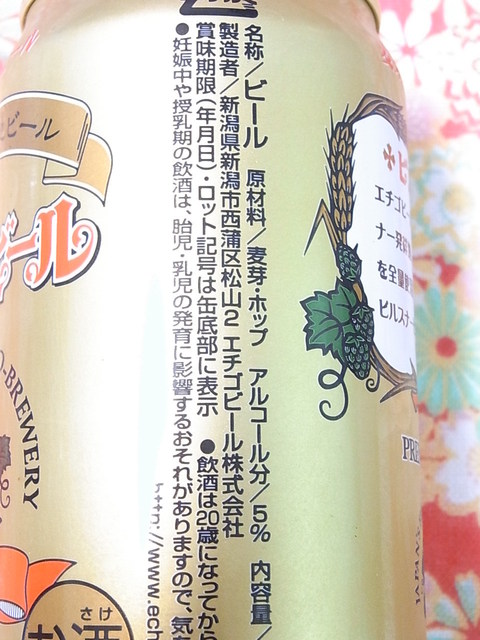 名称/ビール 原材料/麦芽・ホップ アルコール分/5% 内容量/
製造者/新潟県新潟市西蒲区松山2 エチゴビール株式会社
賞味期限(年月日)・ロット記号は缶底部に表示 ●飲酒は20歳になってから
●妊娠中や授乳期の飲酒は、胎児・乳児の発育に影響するおそれがありますので、気
http://www.ech
エチゴビ
ナー発
を全量
ピルスナー
ビール
ビール
O-BREWERY
さけ
お酒
PRE